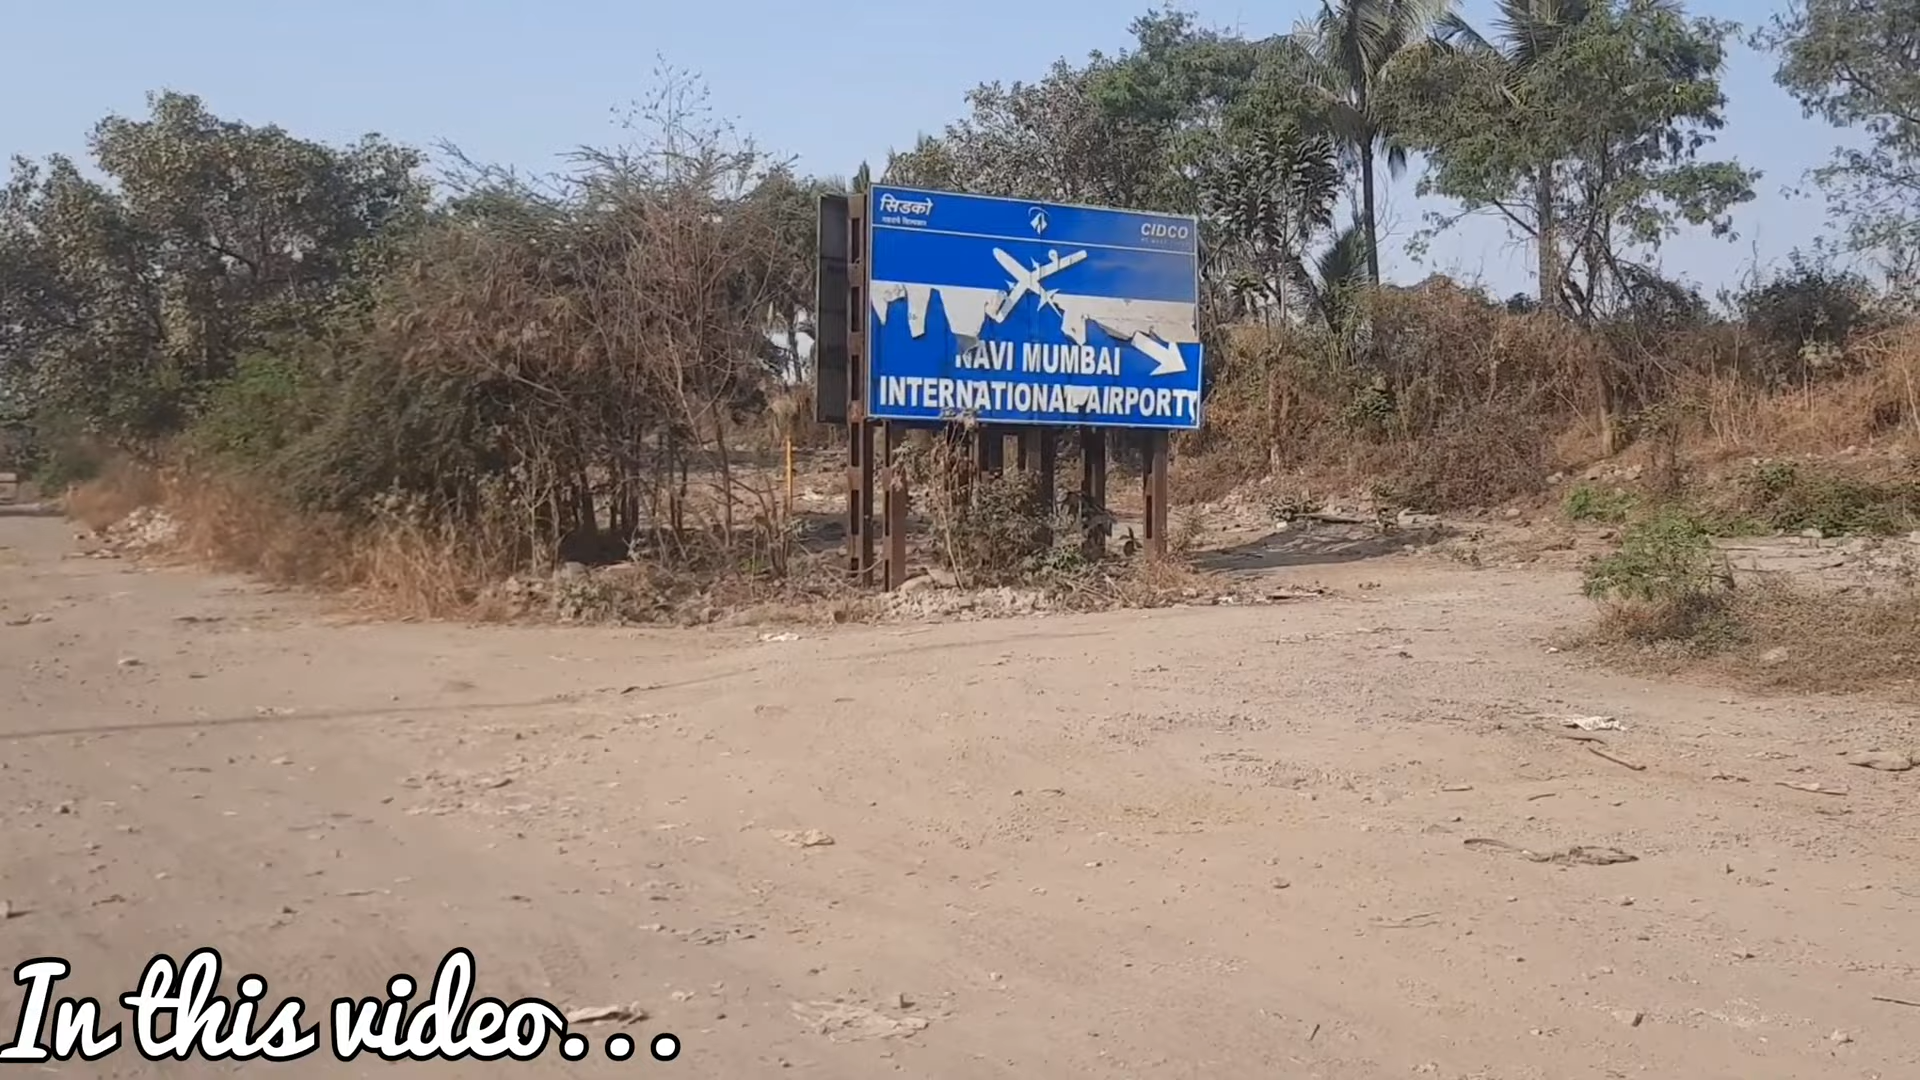 सिडको
CIDCO
NAVI MUMBAI
INTERNATIONAL AIRPORT
In this video...